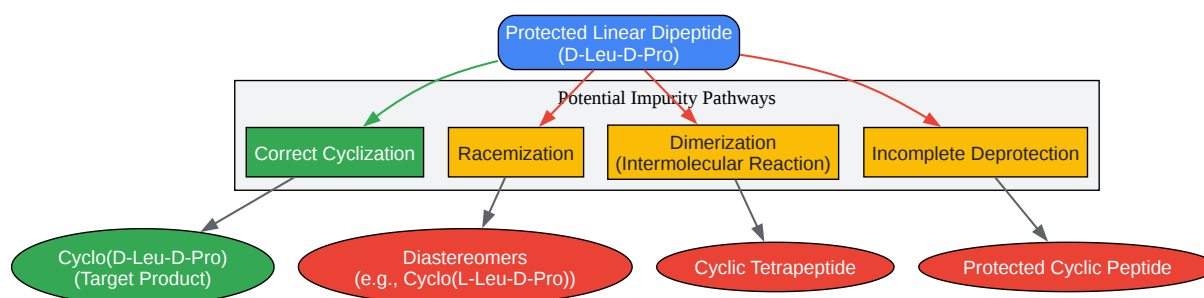 Protected Linear Dipeptide
(D-Leu-D-Pro)
Potential Impurity Pathways
Correct Cyclization
Racemization
Dimerization
(Intermolecular Reaction)
Incomplete Deprotection
Cyclo(D-Leu-D-Pro)
(Target Product)
Diastereomers
(e.g., Cyclo(L-Leu-D-Pro))
Cyclic Tetrapeptide
Protected Cyclic Peptide